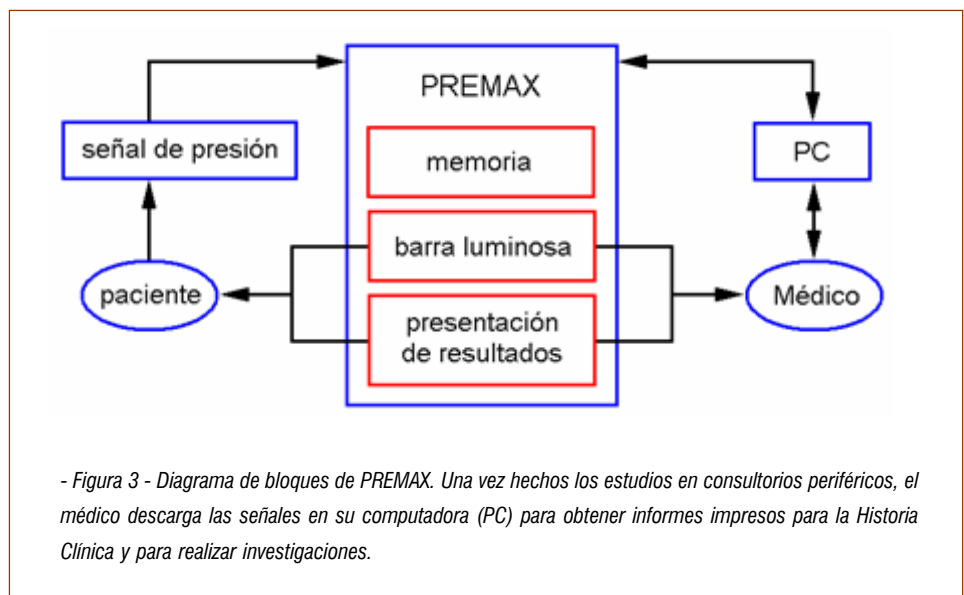 PREMAX
señal de presión
memoria
PC
barra luminosa
paciente
Médico
presentación
de resultados
- Figura 3 - Diagrama de bloques de PREMAX. Una vez hechos los estudios en consultorios periféricos, el
médico descarga las señales en su computadora (PC) para obtener informes impresos para la Historia
Clínica y para realizar investigaciones.